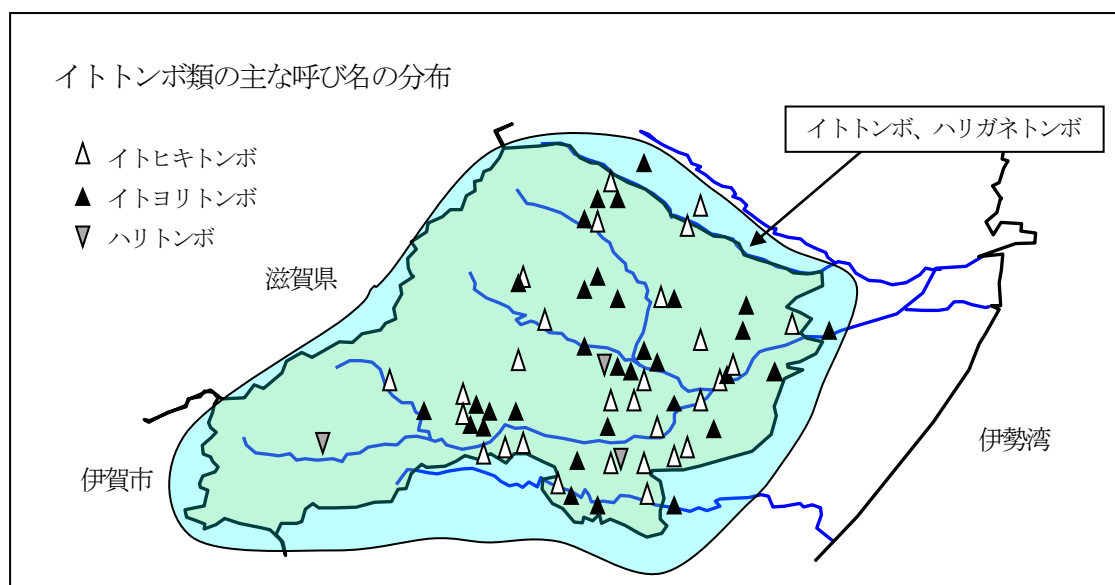 イトトンボ類の主な呼び名の分布
イトトンボ、ハリガネトンボ
イトヒキトンボ
イトヨリトンボ
ハリトンボ
滋賀県
伊勢湾
伊賀市